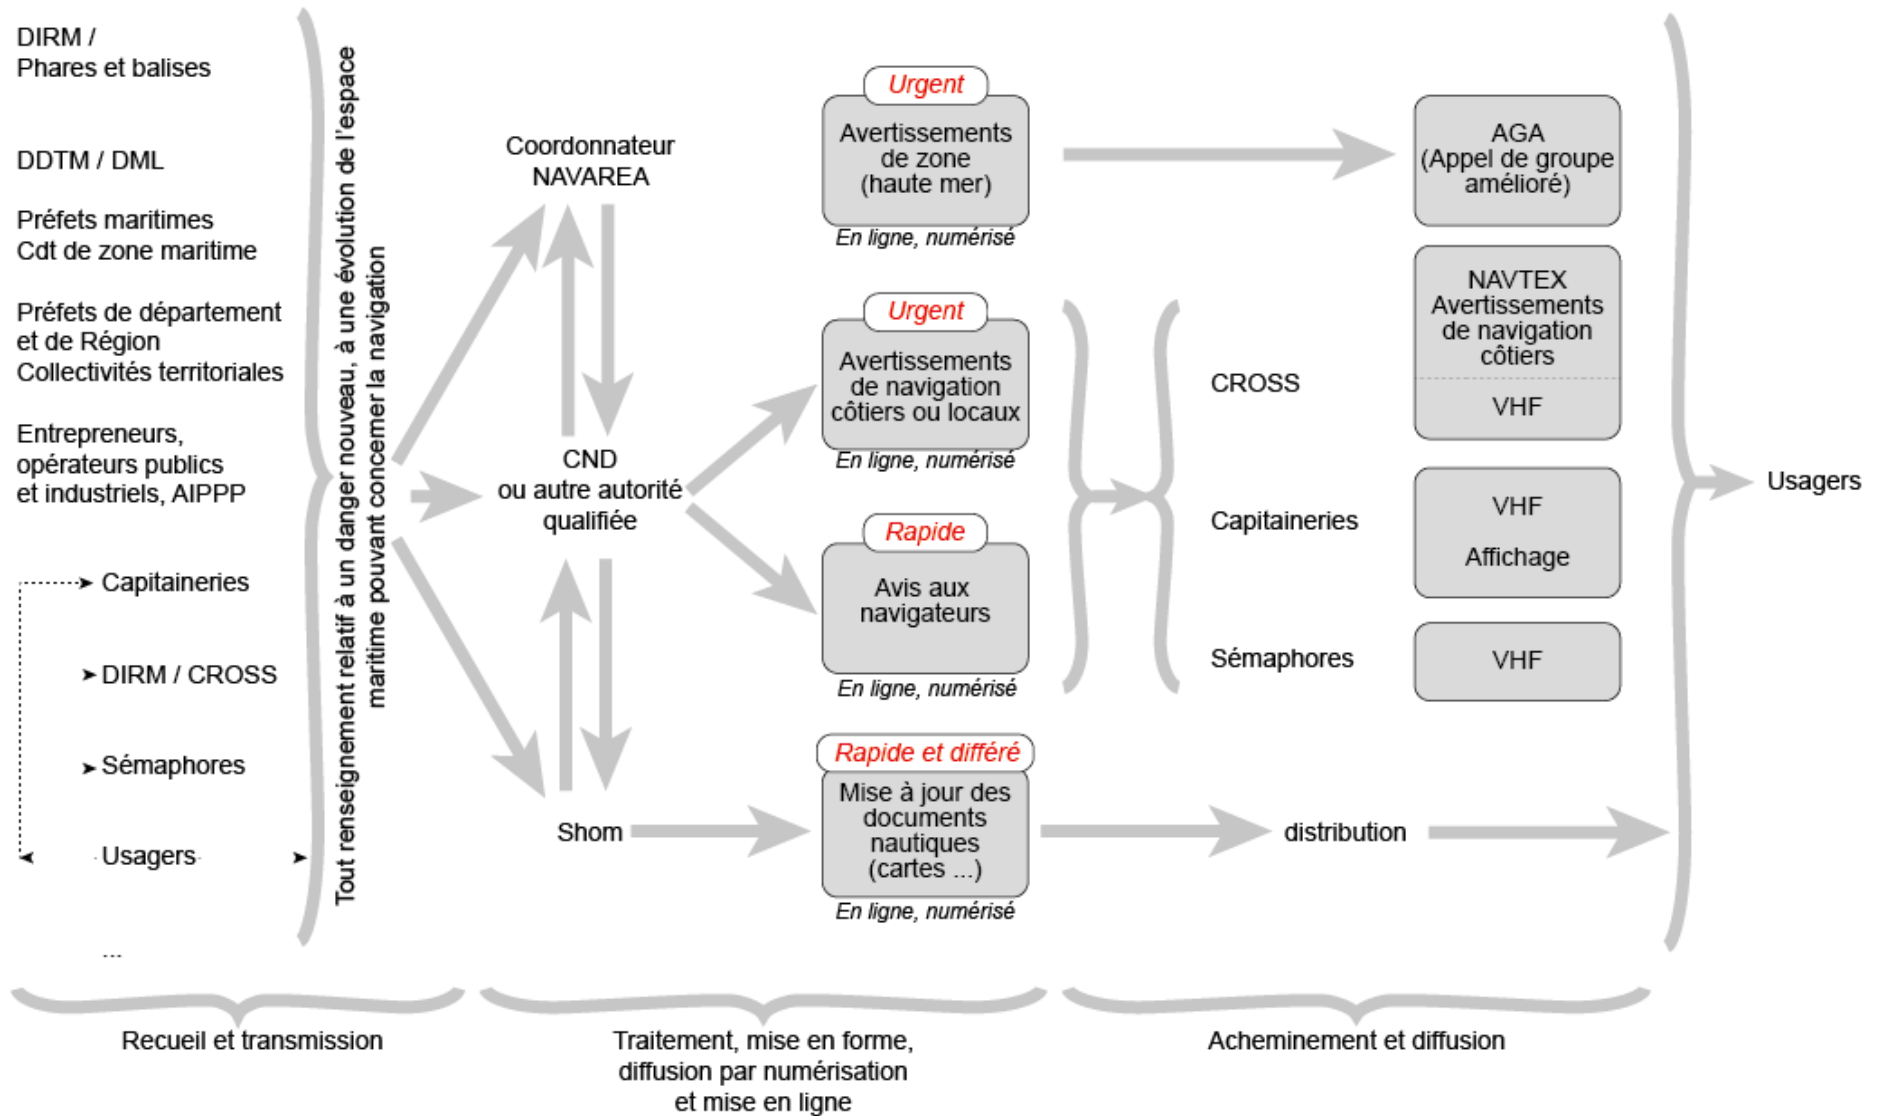 DIRM /
Phares et balises
DDTM / DML
Préfets maritimes
Cdt de zone maritime
Préfets de département
et de Région
Collectivités territoriales
Entrepreneurs,
opérateurs publics
et industriels, AIPPP
Capitaineries
DIRM / CROSS
Sémaphores
Usagers
...
Tout renseignement relatif à un danger nouveau, à une évolution de l'espace
maritime pouvant concerner la navigation
Coordonnateur
NAVAREA
CND
ou autre autorité
qualifiée
Shom
Urgent
Avertissements
de zone
(haute mer)
En ligne, numérisé
Urgent
Avertissements
de navigation
côtiers ou locaux
En ligne, numérisé
Rapide
Avis aux
navigateurs
En ligne, numérisé
Rapide et différé
Mise à jour des
documents
nautiques
(cartes ...)
En ligne, numérisé
CROSS
Capitaineries
Sémaphores
distribution
AGA
(Appel de groupe
amélioré)
NAVTEX
Avertissements
de navigation
côtiers
VHF
VHF
Affichage
VHF
Usagers
Recueil et transmission
Traitement, mise en forme,
diffusion par numérisation
et mise en ligne
Acheminement et diffusion